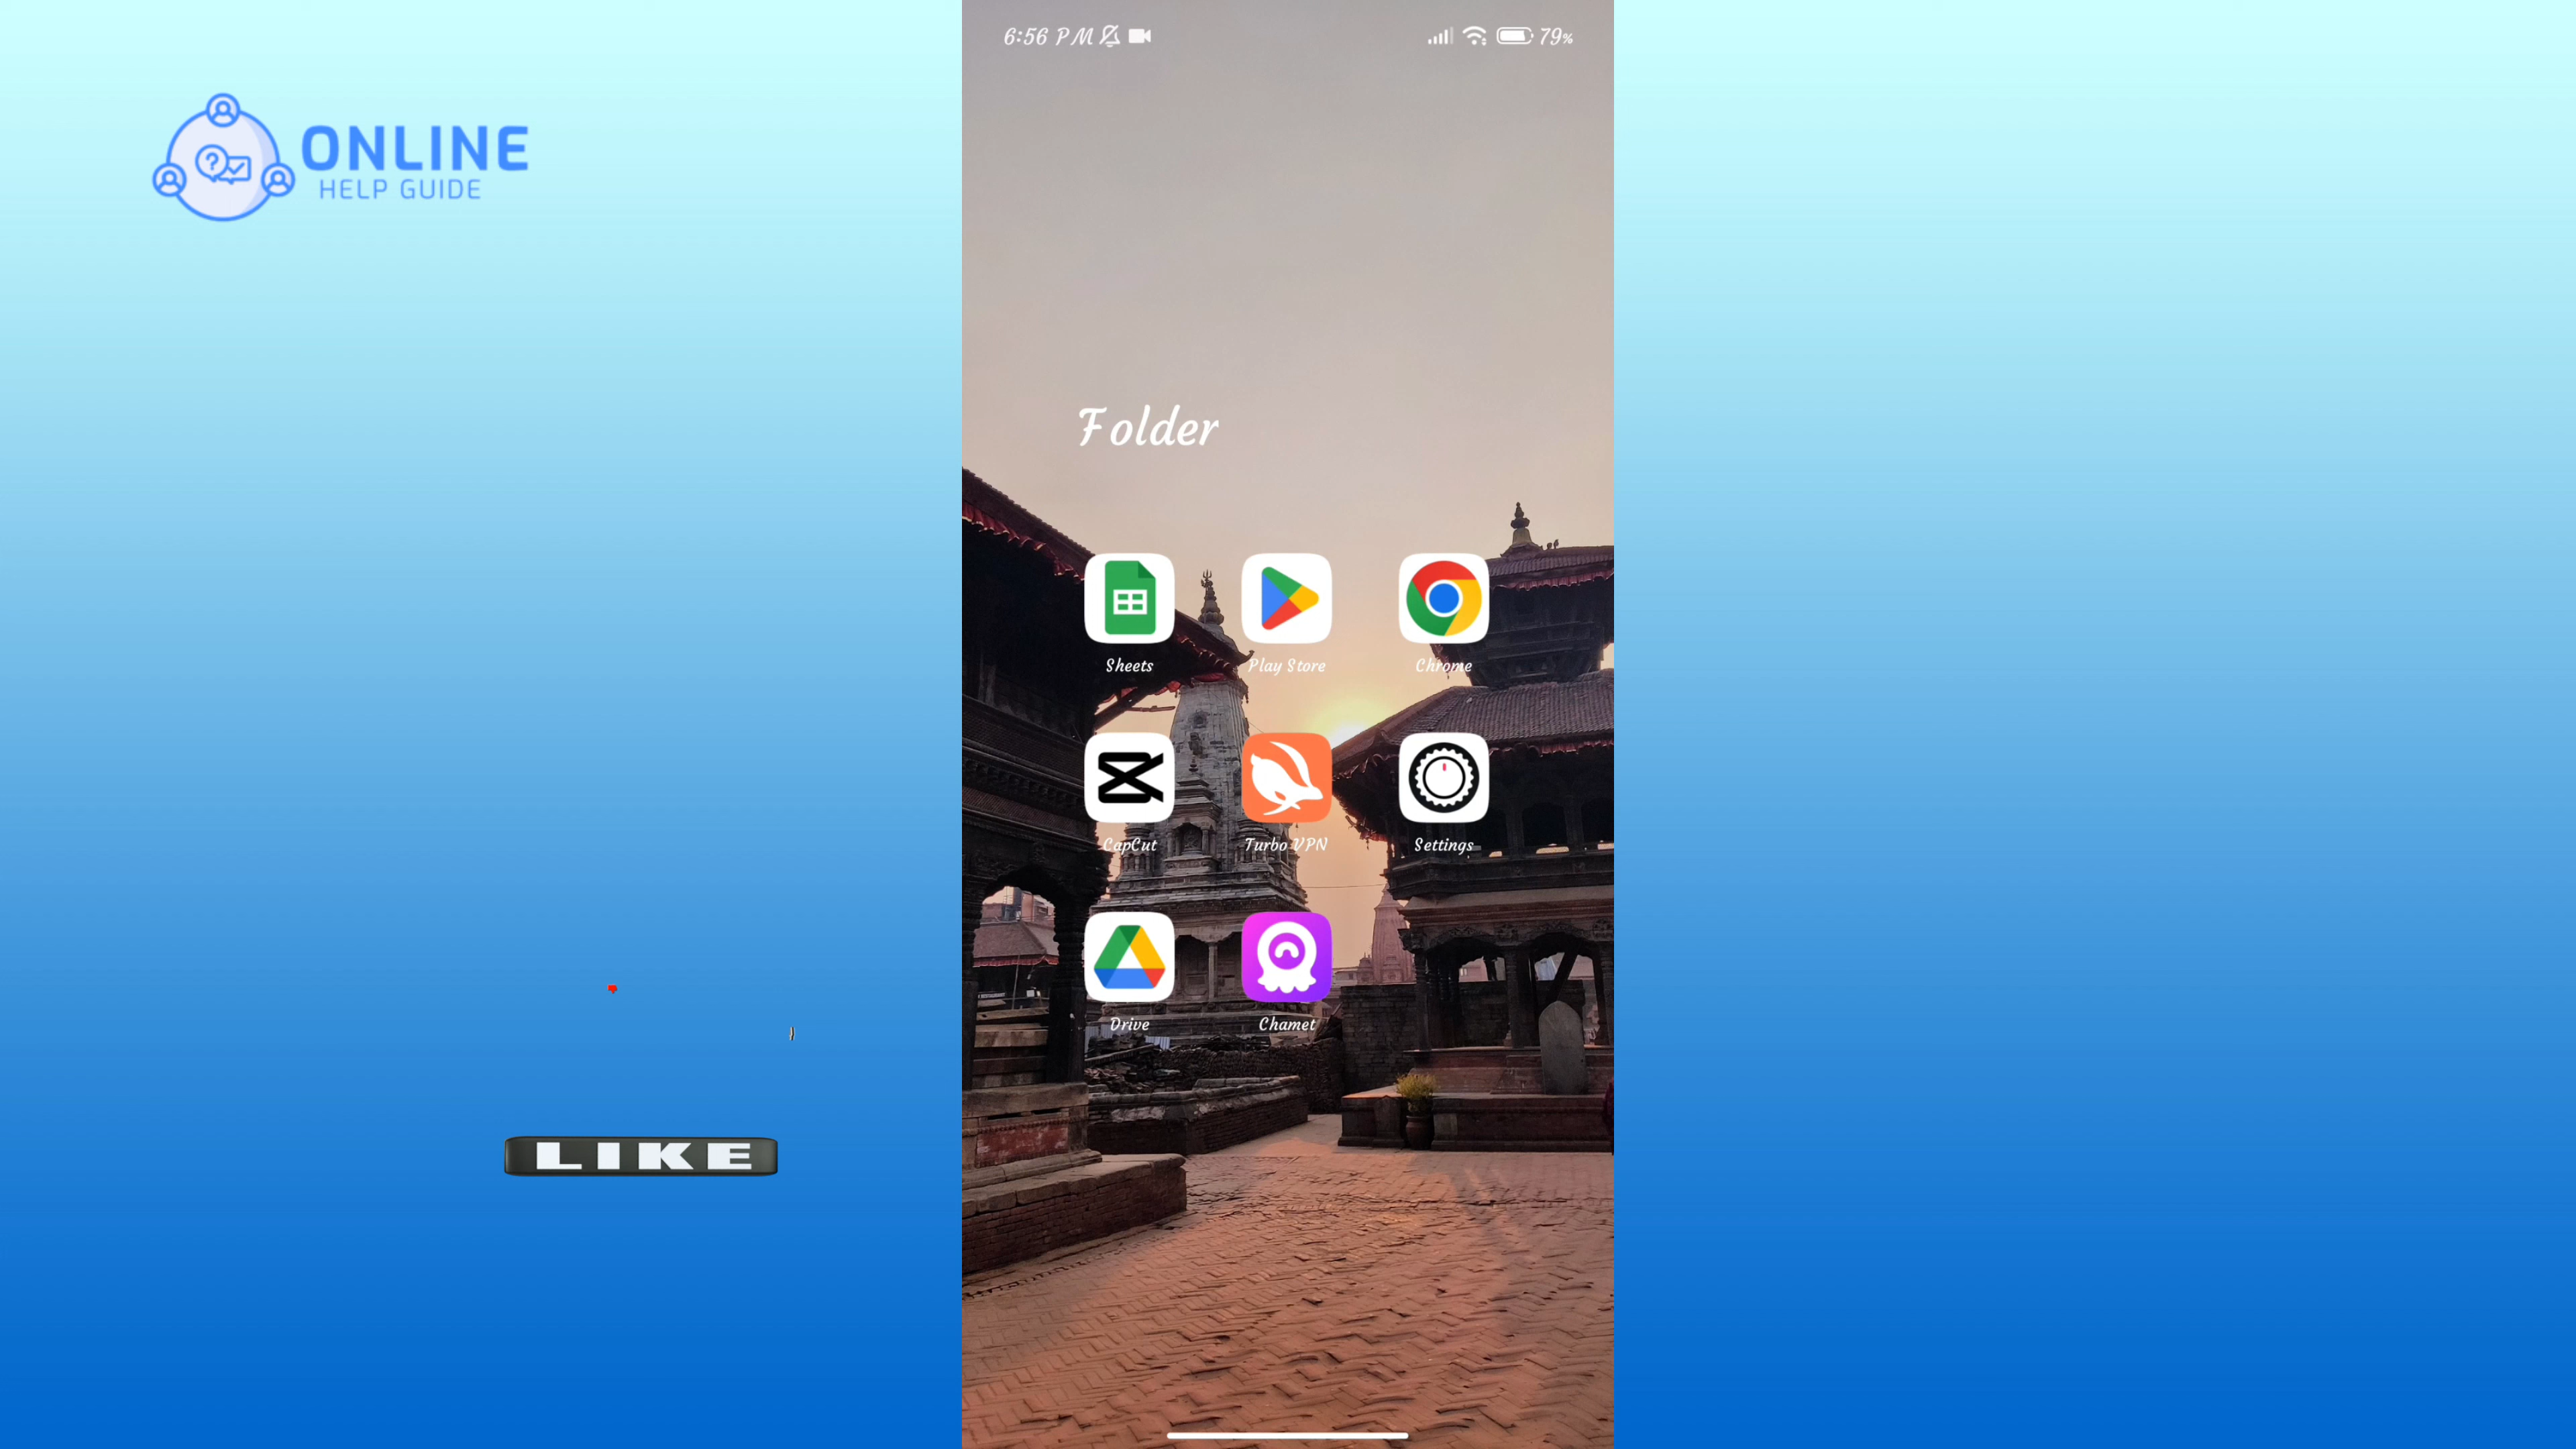 ONLINE
HELP GUIDE
6:56 PM 79%
Folder
Sheets Play Store Chrome
CapCut Turbo VPN Settings
Drive Chamet
LIKE